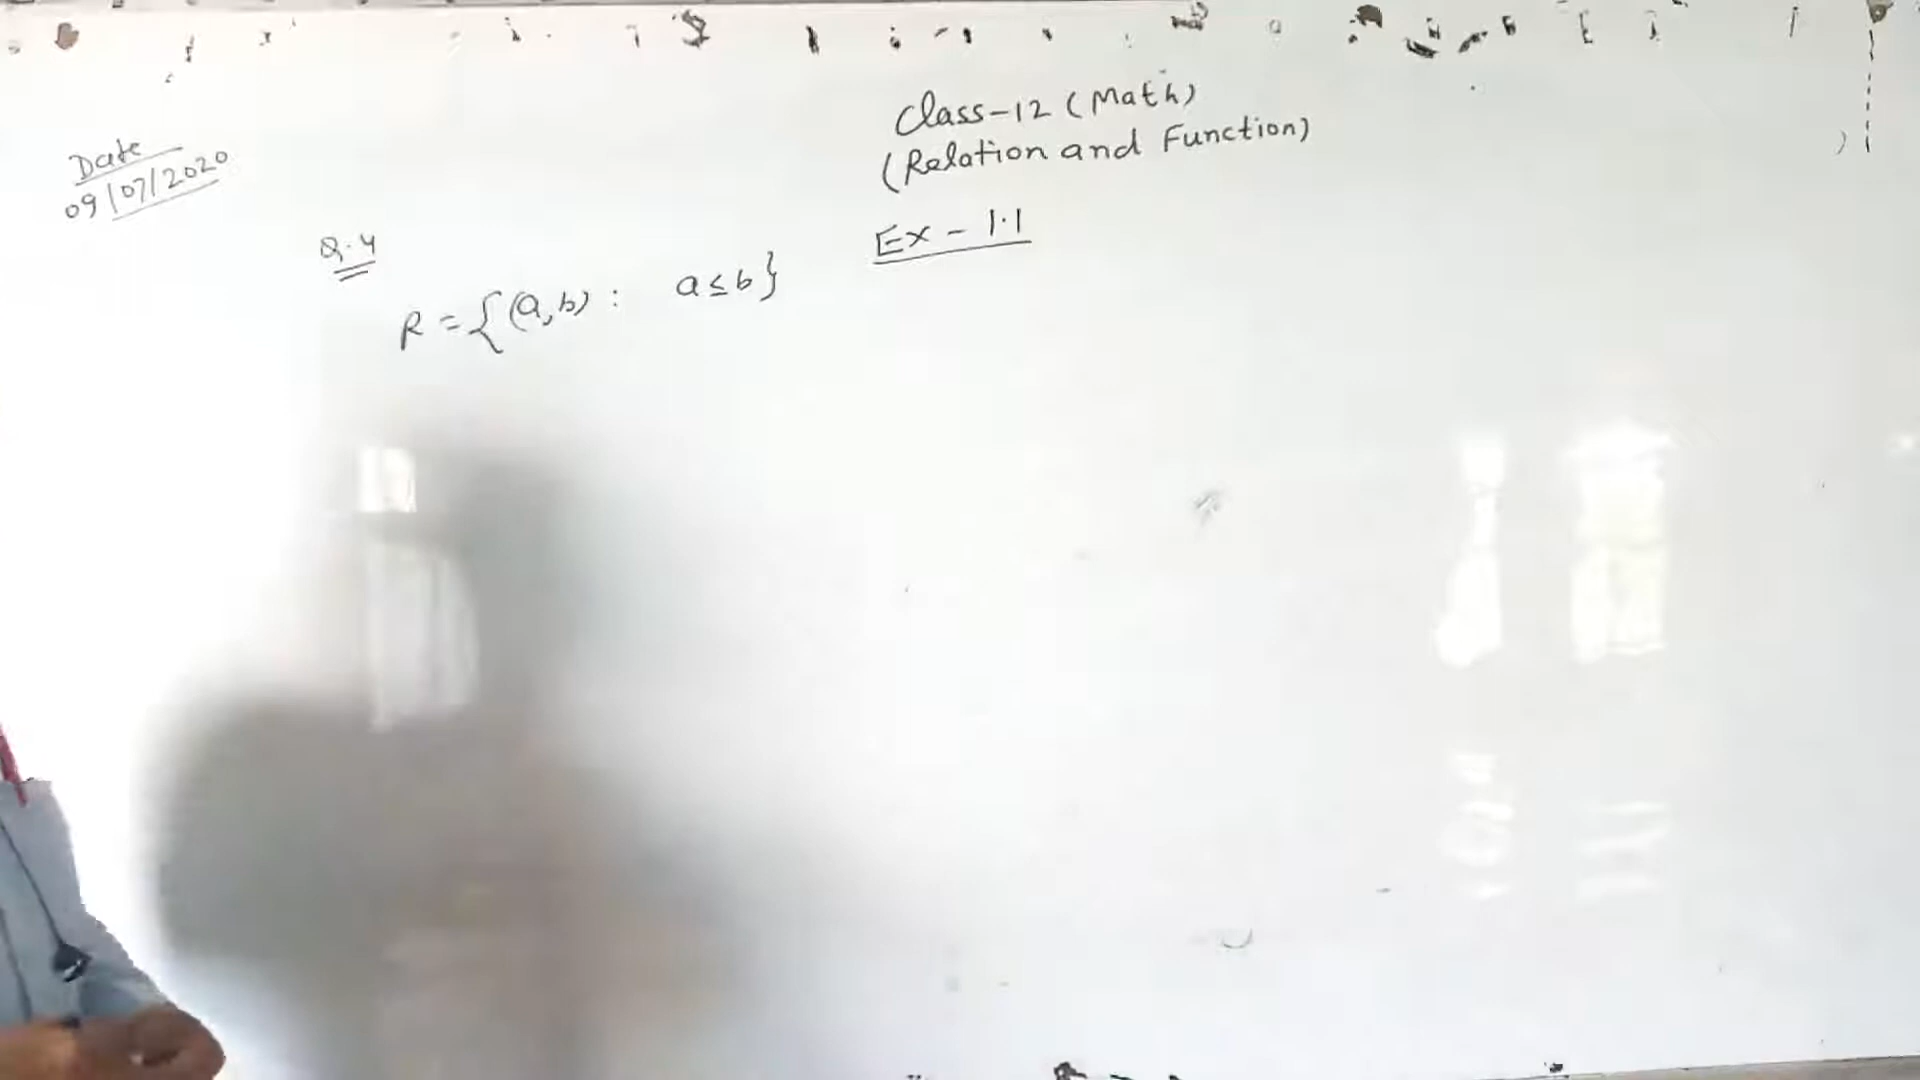 Class-12 (Math)
(Relation and Function)
Date
09/07/2020
Ex - 1.1
Q.4
R = {(a,b) : a≤b}